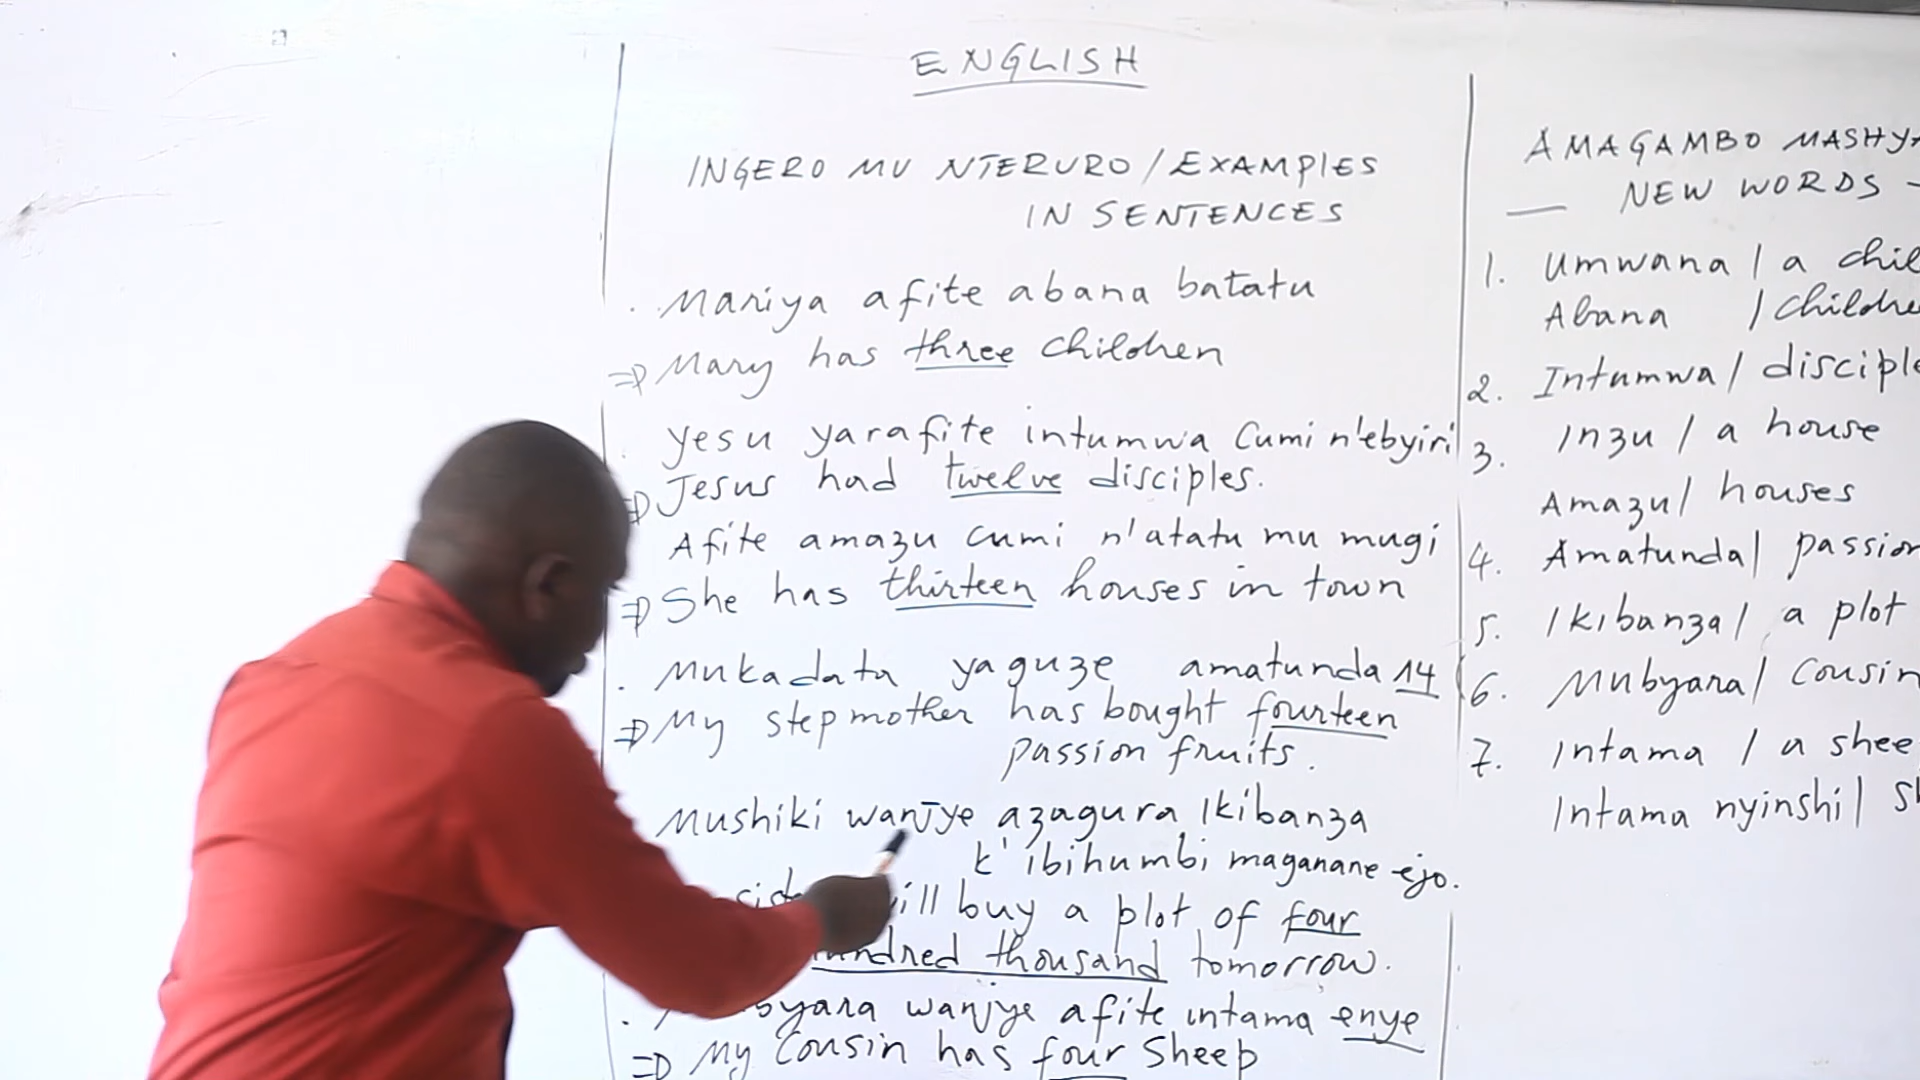 ENGLISH
INGERO MU NTERURO / EXAMPLES
IN SENTENCES
. Mariya afite abana batatu
⇒ Mary has three children
. Yesu yarafite intumwa Cumi n'ebyiri
⇒ Jesus had twelve disciples.
Afite amazu cumi n'atatu mu mugi
⇒ She has thirteen houses in town
. Mukadata yaguze amatunda 14
⇒ My stepmother has bought fourteen
passion fruits.
Mushiki wanjye azagura Ikibanza
k'ibihumbi maganane ejo.
will buy a plot of four
hundred thousand tomorrow.
. wanjye afite intama enye
⇒ My Cousin has four Sheep
AMAGAMBO
NEW WORDS -
1. Umwana / a
Abana /
2. Intumwa /
3. Inzu / a house
Amazu / houses
4. Amatunda / passion
5. Ikibanza / a plot
6. Mubyara / Cousin
7. Intama / a
Intama nyinshi /